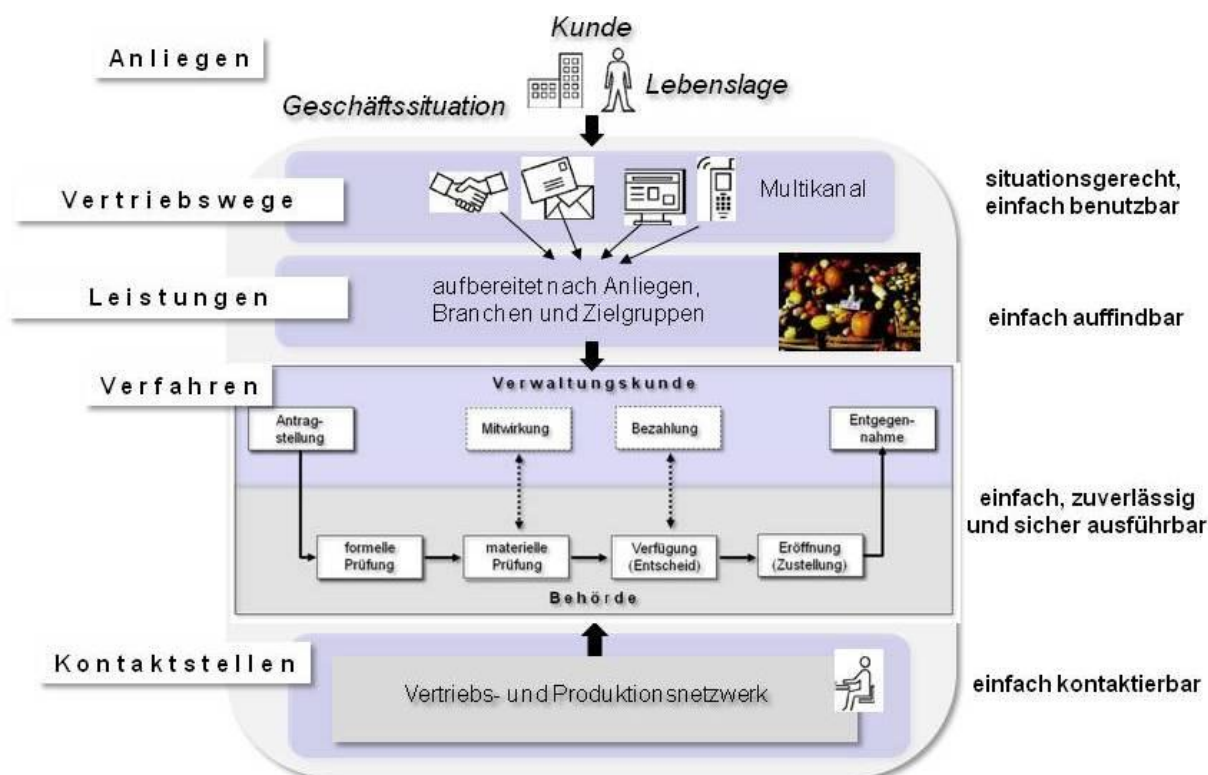 Anliegen
Kunde
Lebenslage
Geschäftssituation
Vertriebswege
Multikanal
situationsgerecht,
einfach benutzbar
Leistungen
aufbereitet nach Anliegen,
Branchen und Zielgruppen
einfach auffindbar
Verfahren
Verwaltungskunde
Antrag-
stellung
Mitwirkung
Bezahlung
Entgegen-
nahme
einfach, zuverlässig
und sicher ausführbar
formelle
Prüfung
materielle
Prüfung
Verfügung
(Entscheid)
Eröffnung
(Zustellung)
Behörde
Kontaktstellen
Vertriebs- und Produktionsnetzwerk
einfach kontaktierbar